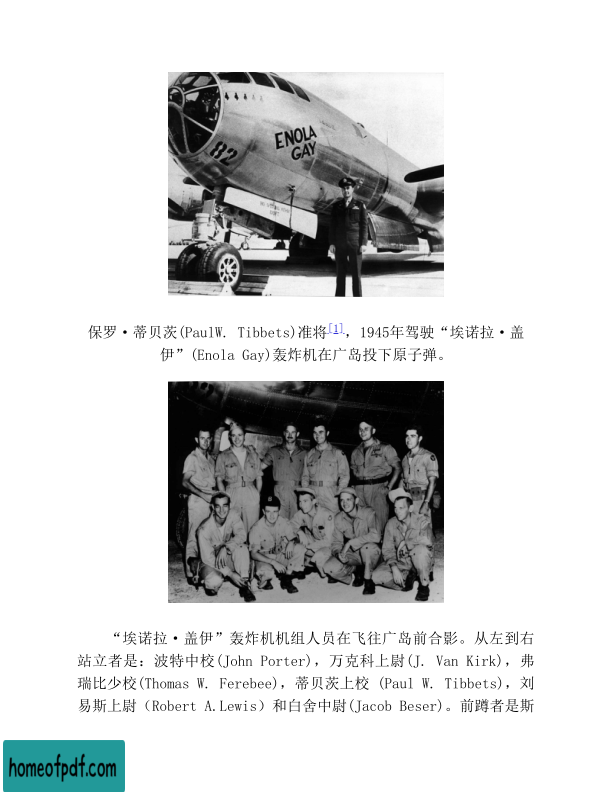 ENOLA
GAY
82
保罗·蒂贝茨(PaulW. Tibbets)准将[1]，1945年驾驶“埃诺拉·盖
伊”(Enola Gay)轰炸机在广岛投下原子弹。
“埃诺拉·盖伊”轰炸机机组人员在飞往广岛前合影。从左到右
站立者是：波特中校(John Porter)，万克科上尉(J. Van Kirk)，弗
瑞比少校(Thomas W. Ferebee)，蒂贝茨上校 (Paul W. Tibbets)，刘
易斯上尉（Robert A.Lewis）和白舍中尉(Jacob Beser)。前蹲者是斯
homeofpdf.com